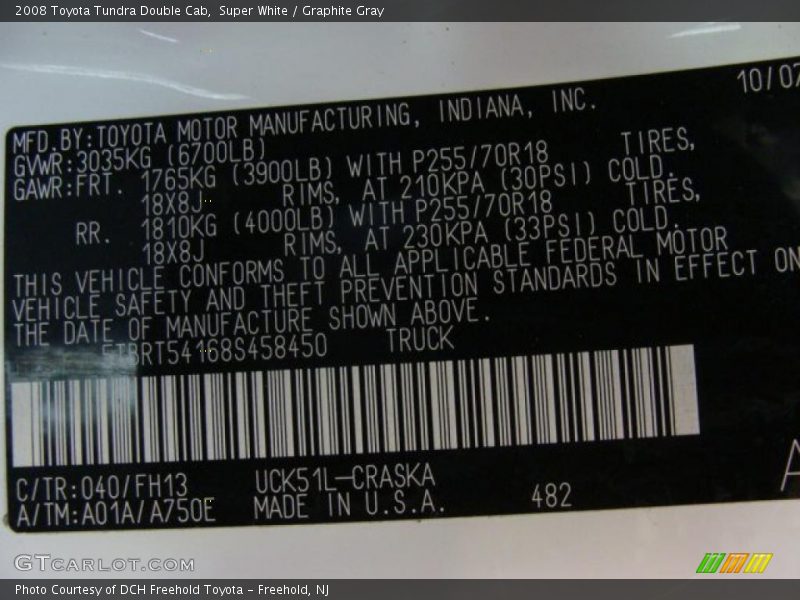 2008 Toyota Tundra Double Cab,  Super White / Graphite Gray
10/07
MFD.BY:TOYOTA MOTOR MANUFACTURING, INDIANA, INC.
GVWR:3035KG (6700LB)
GAWR:FRT. 1765KG (3900LB) WITH P255/70R18 TIRES,
18X8J RIMS, AT 210KPA (30PSI) COLD.
RR. 1810KG (4000LB) WITH P255/70R18 TIRES,
18X8J RIMS, AT 230KPA (33PSI) COLD.
THIS VEHICLE CONFORMS TO ALL APPLICABLE FEDERAL MOTOR
VEHICLE SAFETY AND THEFT PREVENTION STANDARDS IN EFFECT ON
THE DATE OF MANUFACTURE SHOWN ABOVE.
5TBRT54168S458450 TRUCK
C/TR:040/FH13 UCK51L-CRASKA
A/TM:A01A/A750E MADE IN U.S.A. 482
A
GTCARLOT.COM
Photo Courtesy of DCH Freehold Toyota - Freehold, NJ